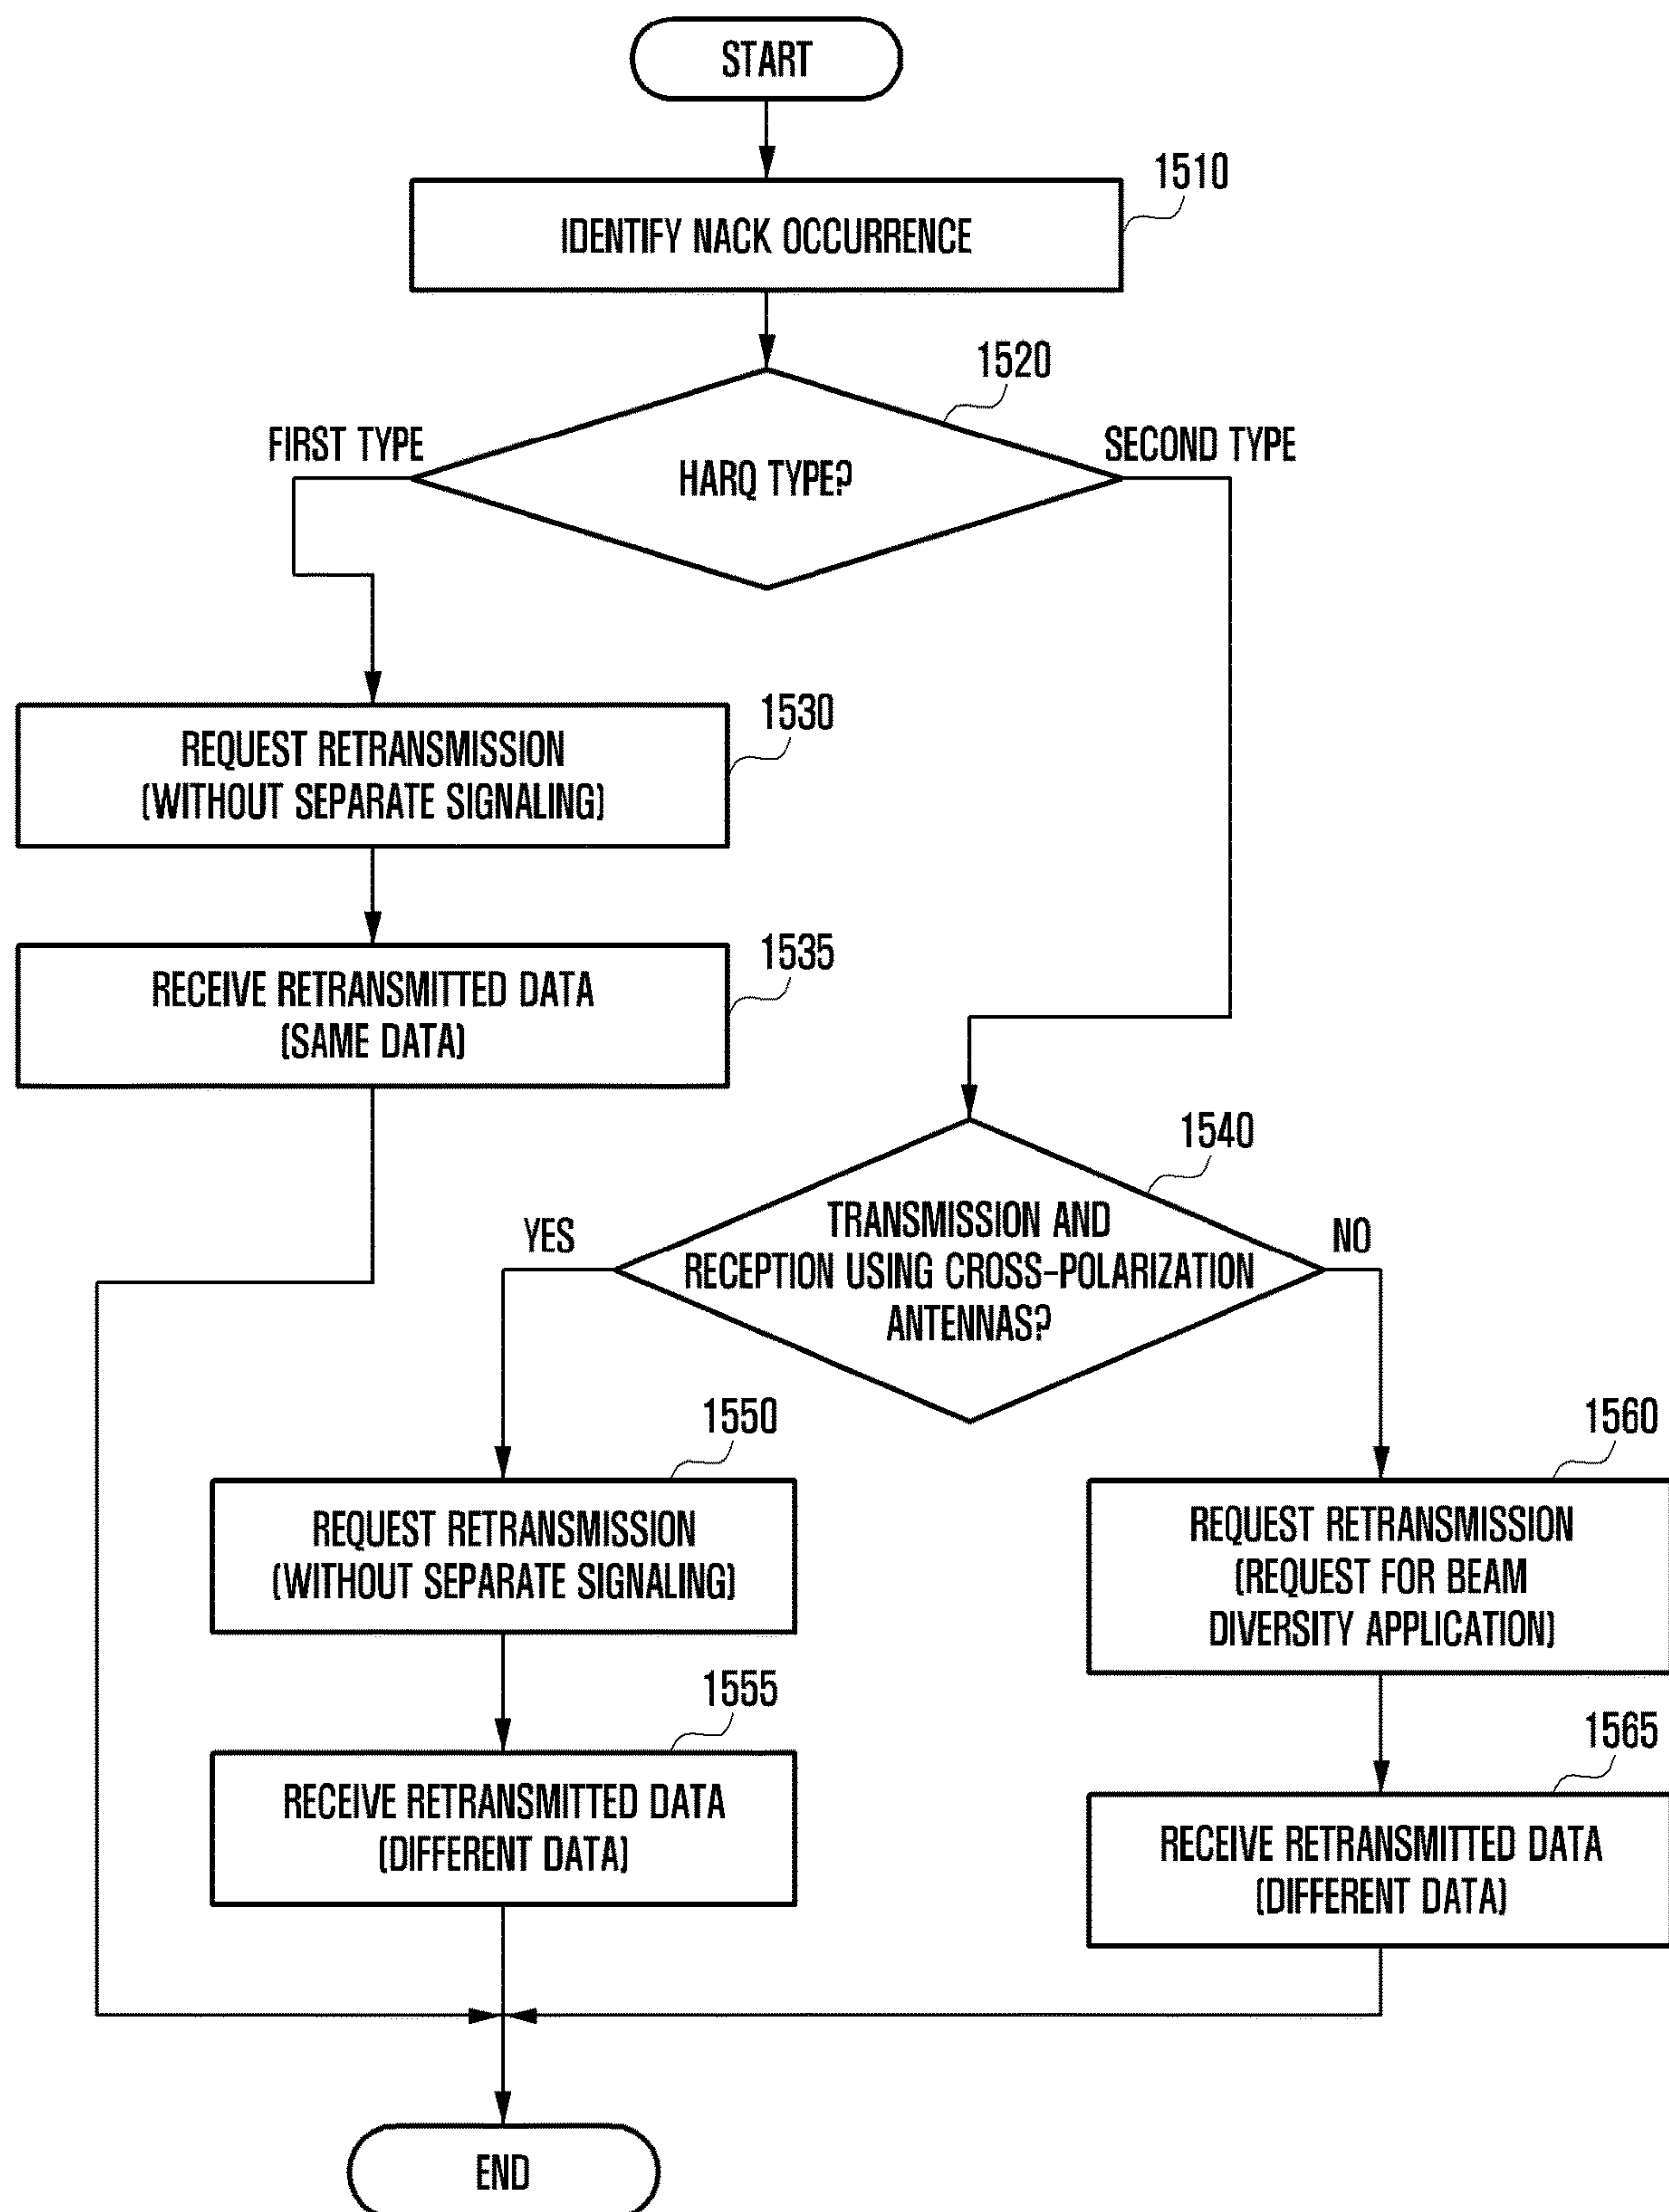 START
1510
IDENTIFY NACK OCCURRENCE
1520
FIRST TYPE
SECOND TYPE
HARQ TYPE?
1530
REQUEST RETRANSMISSION
(WITHOUT SEPARATE SIGNALING)
1535
RECEIVE RETRANSMITTED DATA
(SAME DATA)
1540
YES
NO
TRANSMISSION AND
RECEPTION USING CROSS-POLARIZATION
ANTENNAS?
1550
REQUEST RETRANSMISSION
(WITHOUT SEPARATE SIGNALING)
1560
REQUEST RETRANSMISSION
(REQUEST FOR BEAM
DIVERSITY APPLICATION)
1555
RECEIVE RETRANSMITTED DATA
(DIFFERENT DATA)
1565
RECEIVE RETRANSMITTED DATA
(DIFFERENT DATA)
END